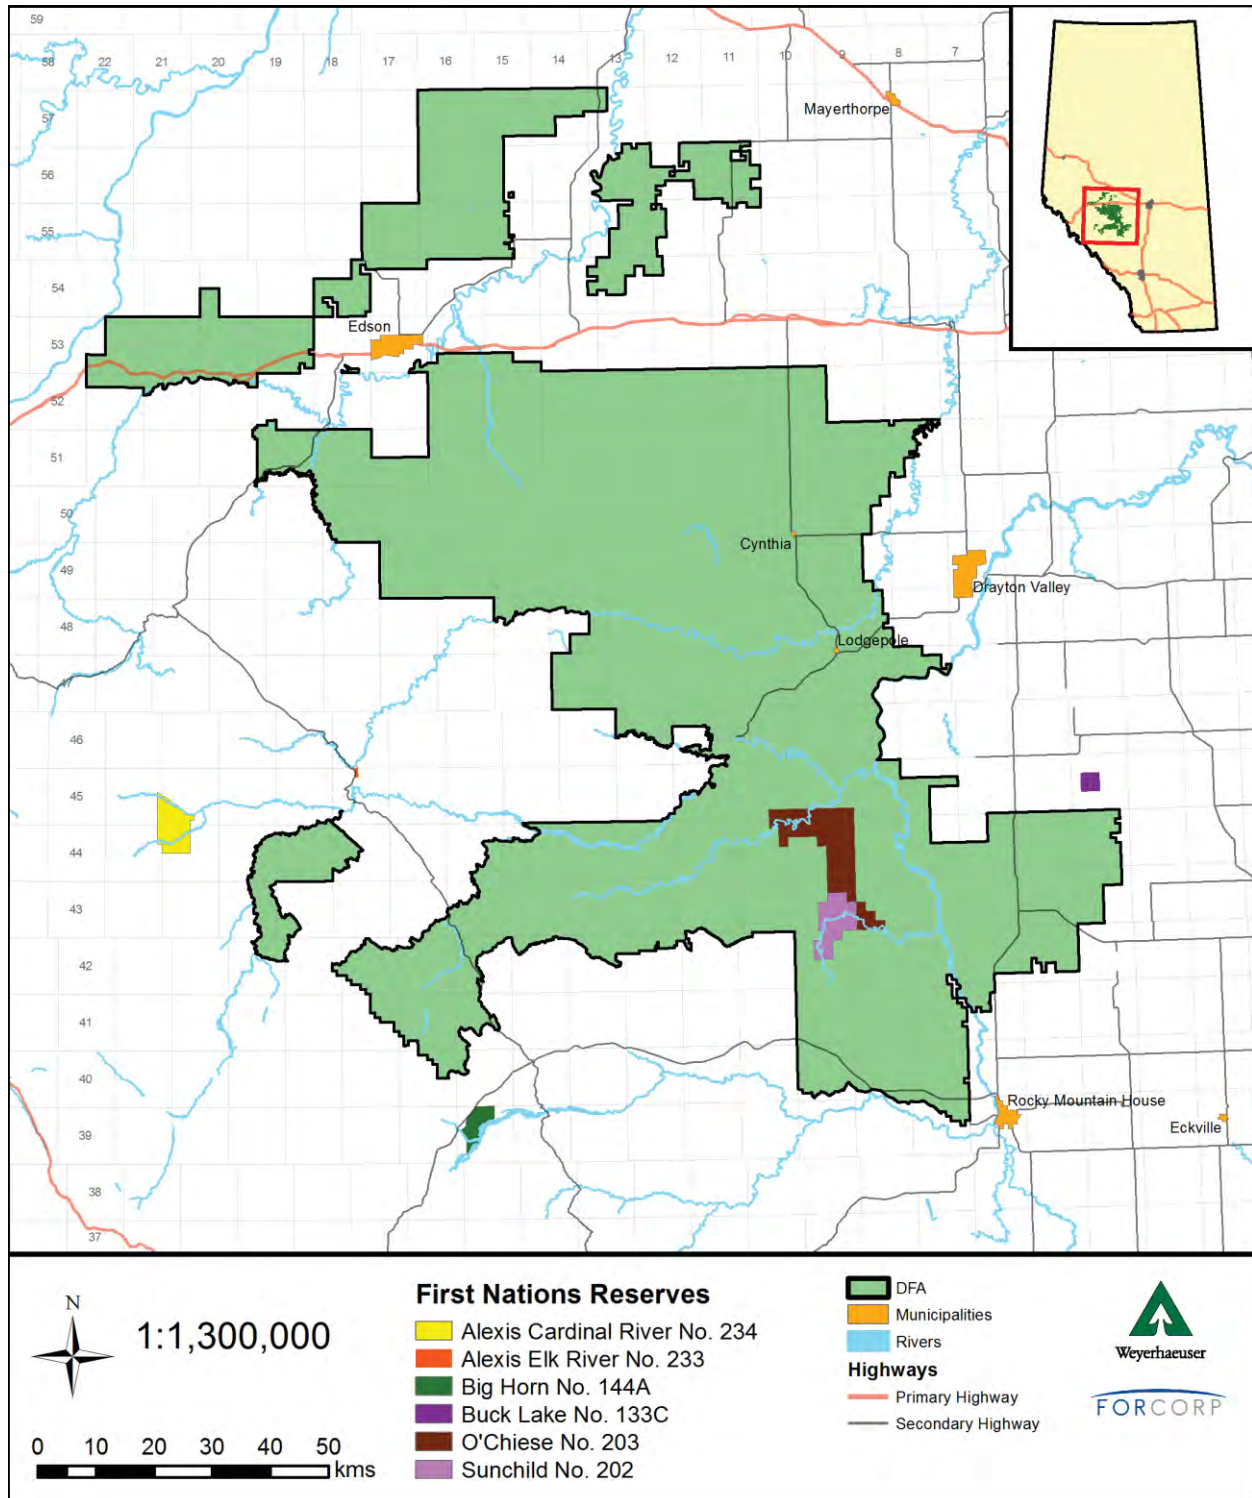 59
58 22 21 20 19 18 17 16 15 14 13 12 11 10 9 8 7
57
56
55
54
53
52
51
50
49
48
47
46
45
44
43
42
41
40
39
38
37
Mayerthorpe
Edson
Cynthia
Drayton Valley
Lodgepole
Rocky Mountain House
Eckville
N
1:1,300,000
0 10 20 30 40 50
kms
First Nations Reserves
Alexis Cardinal River No. 234
Alexis Elk River No. 233
Big Horn No. 144A
Buck Lake No. 133C
O'Chiese No. 203
Sunchild No. 202
DFA
Municipalities
Rivers
Highways
Primary Highway
Secondary Highway
Weyerhaeuser
FORCORP